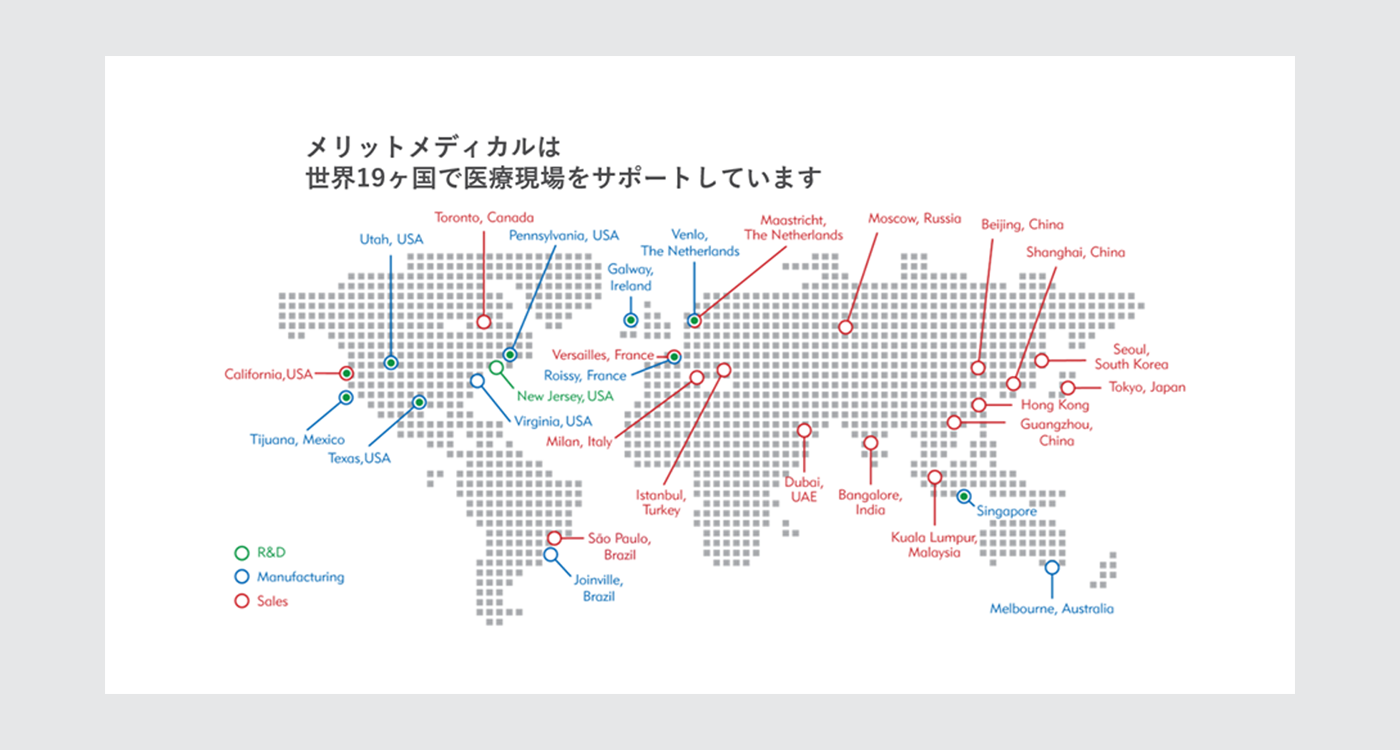 メリットメディカルは
世界19ヶ国で医療現場をサポートしています
Toronto, Canada
Utah, USA
Pennsylvania, USA
Venlo,
The Netherlands
Maastricht,
The Netherlands
Moscow, Russia
Beijing, China
Shanghai, China
Galway,
Ireland
Versailles, France
Roissy, France
California,USA
New Jersey, USA
Virginia, USA
Milan, Italy
Tijuana, Mexico
Texas,USA
Seoul,
South Korea
Tokyo, Japan
Hong Kong
Guangzhou,
China
Istanbul,
Turkey
Dubai,
UAE
Bangalore,
India
Singapore
Kuala Lumpur,
Malaysia
São Paulo,
Brazil
Joinville,
Brazil
Melbourne, Australia
R&D
Manufacturing
Sales